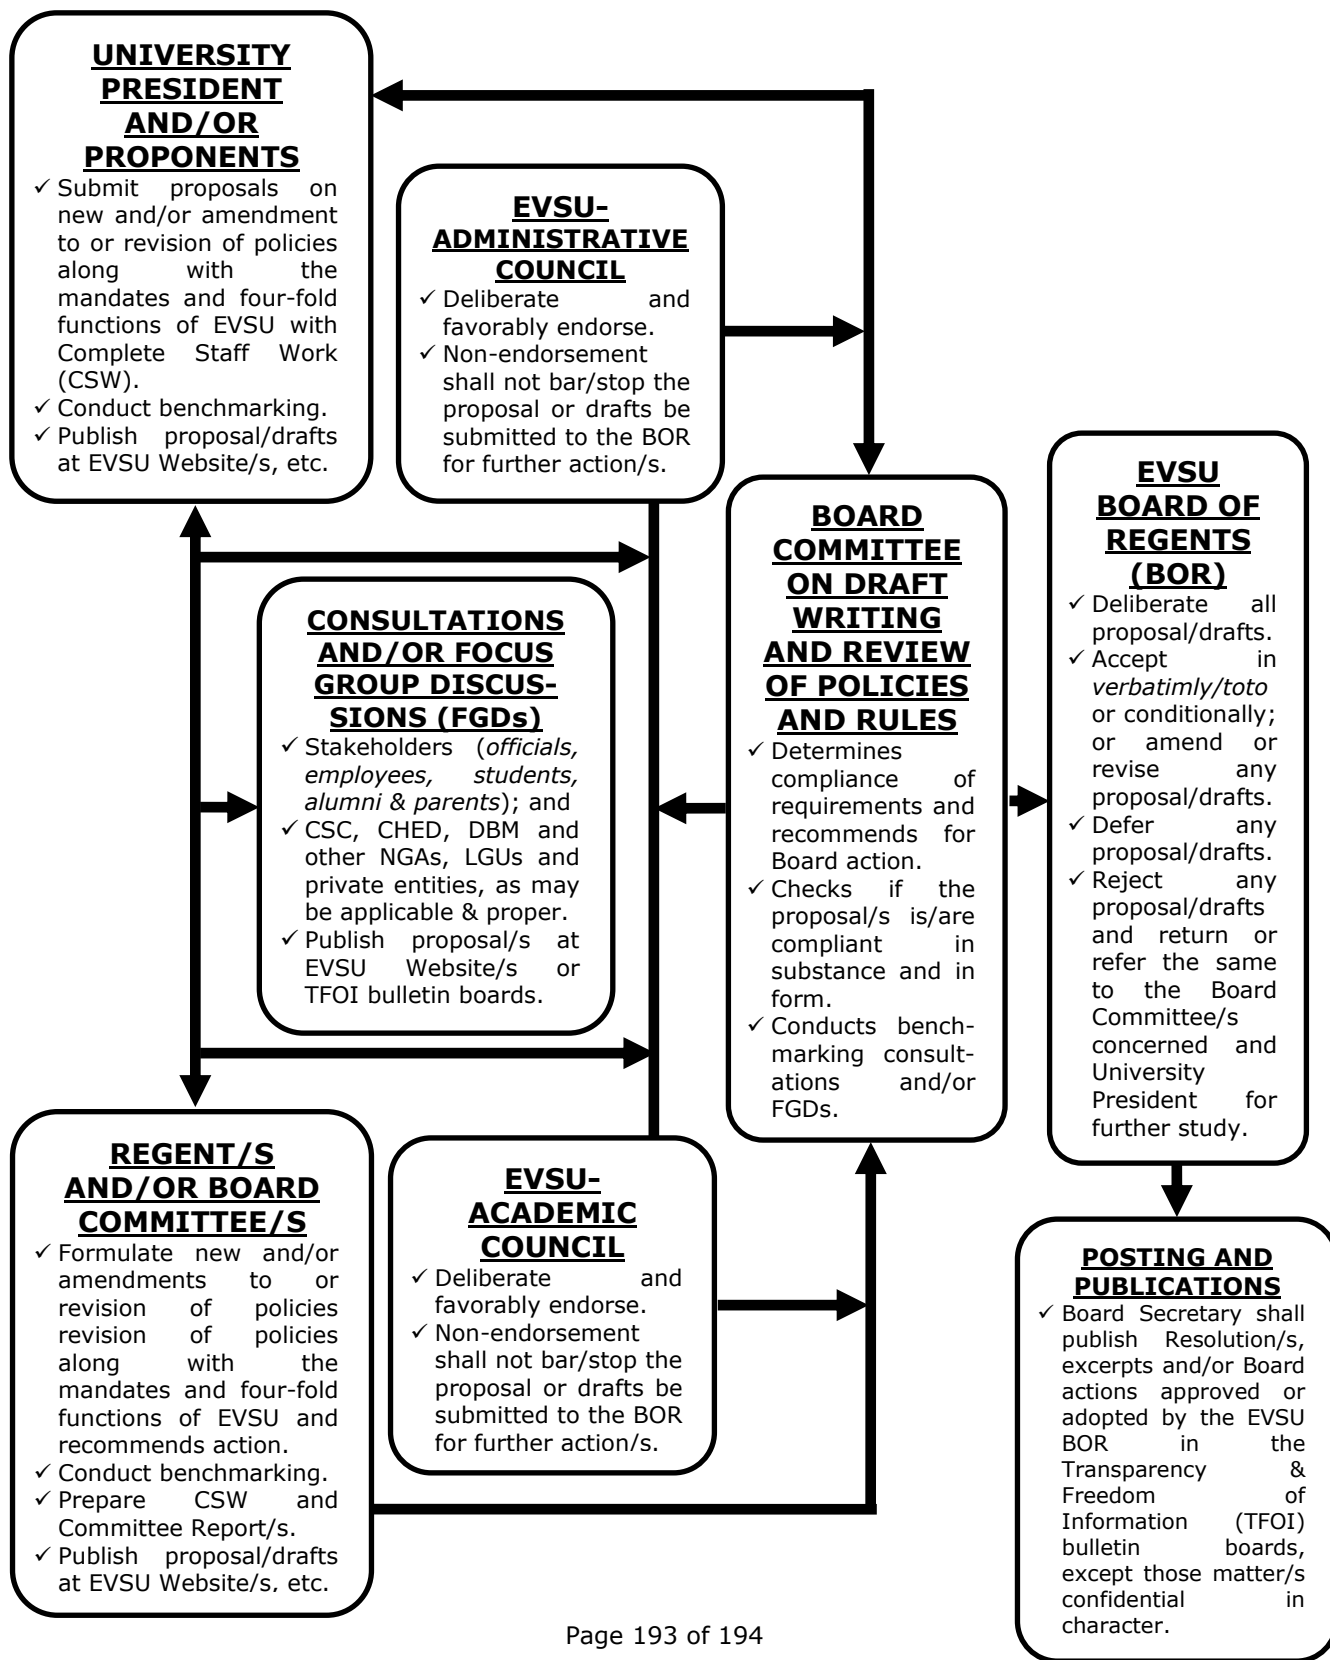 UNIVERSITY
PRESIDENT
AND/OR
PROPONENTS
✓ Submit proposals on
new and/or amendment
to or revision of policies
along with the
mandates and four-fold
functions of EVSU with
Complete Staff Work
(CSW).
✓ Conduct benchmarking.
✓ Publish proposal/drafts
at EVSU Website/s, etc.
EVSU-
ADMINISTRATIVE
COUNCIL
✓ Deliberate and
favorably endorse.
✓ Non-endorsement
shall not bar/stop the
proposal or drafts be
submitted to the BOR
for further action/s.
CONSULTATIONS
AND/OR FOCUS
GROUP DISCUS-
SIONS (FGDs)
✓ Stakeholders (officials,
employees, students,
alumni & parents); and
✓ CSC, CHED, DBM and
other NGAs, LGUs and
private entities, as may
be applicable & proper.
✓ Publish proposal/s at
EVSU Website/s or
TFOI bulletin boards.
BOARD
COMMITTEE
ON DRAFT
WRITING
AND REVIEW
OF POLICIES
AND RULES
✓ Determines
compliance of
requirements and
recommends for
Board action.
✓ Checks if the
proposal/s is/are
compliant in
substance and in
form.
✓ Conducts bench-
marking consult-
ations and/or
FGDs.
EVSU
BOARD OF
REGENTS
(BOR)
✓ Deliberate all
proposal/drafts.
✓ Accept in
verbatimly/toto
or conditionally;
or amend or
revise any
proposal/drafts.
✓ Defer any
proposal/drafts.
✓ Reject any
proposal/drafts
and return or
refer the same
to the Board
Committee/s
concerned and
University
President for
further study.
REGENT/S
AND/OR BOARD
COMMITTEE/S
✓ Formulate new and/or
amendments to or
revision of policies
revision of policies
along with the
mandates and four-fold
functions of EVSU and
recommends action.
✓ Conduct benchmarking.
✓ Prepare CSW and
Committee Report/s.
✓ Publish proposal/drafts
at EVSU Website/s, etc.
EVSU-
ACADEMIC
COUNCIL
✓ Deliberate and
favorably endorse.
✓ Non-endorsement
shall not bar/stop the
proposal or drafts be
submitted to the BOR
for further action/s.
POSTING AND
PUBLICATIONS
✓ Board Secretary shall
publish Resolution/s,
excerpts and/or Board
actions approved or
adopted by the EVSU
BOR in the
Transparency &
Freedom of
Information (TFOI)
bulletin boards,
except those matter/s
confidential in
character.
Page 193 of 194